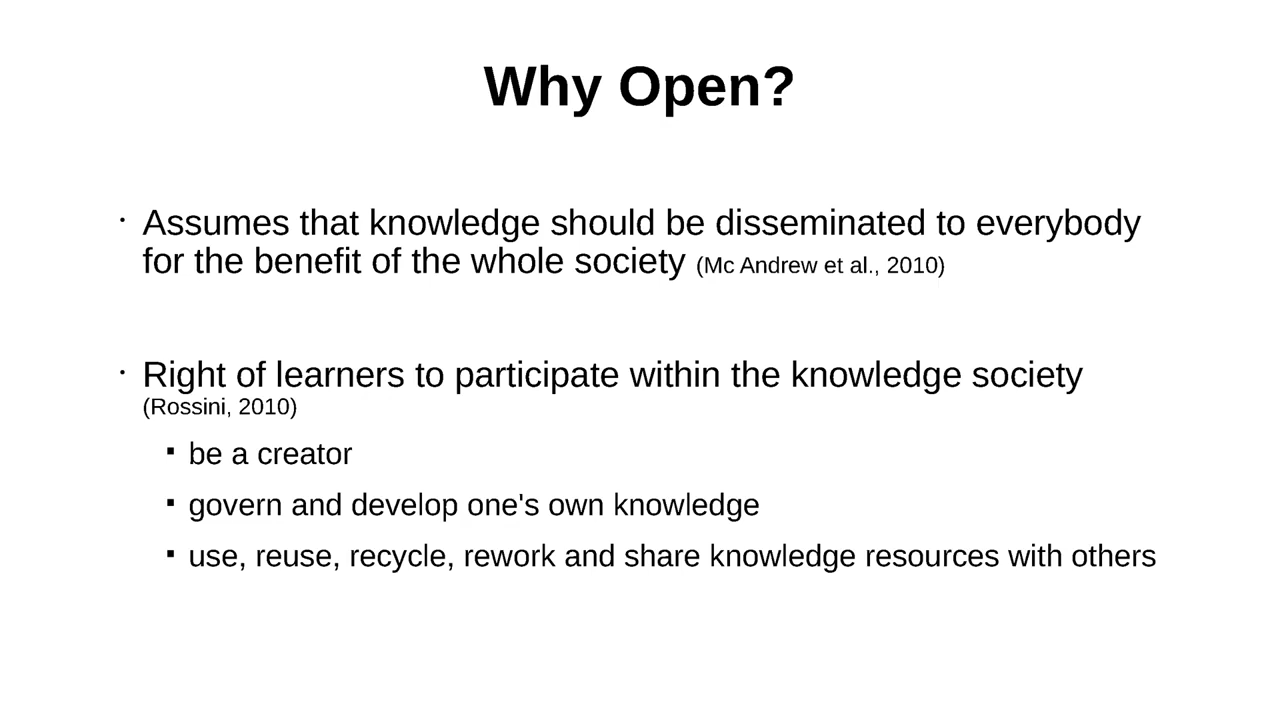 Why Open?
· Assumes that knowledge should be disseminated to everybody
for the benefit of the whole society (Mc Andrew et al., 2010)
· Right of learners to participate within the knowledge society
(Rossini, 2010)
▪ be a creator
▪ govern and develop one's own knowledge
▪ use, reuse, recycle, rework and share knowledge resources with others